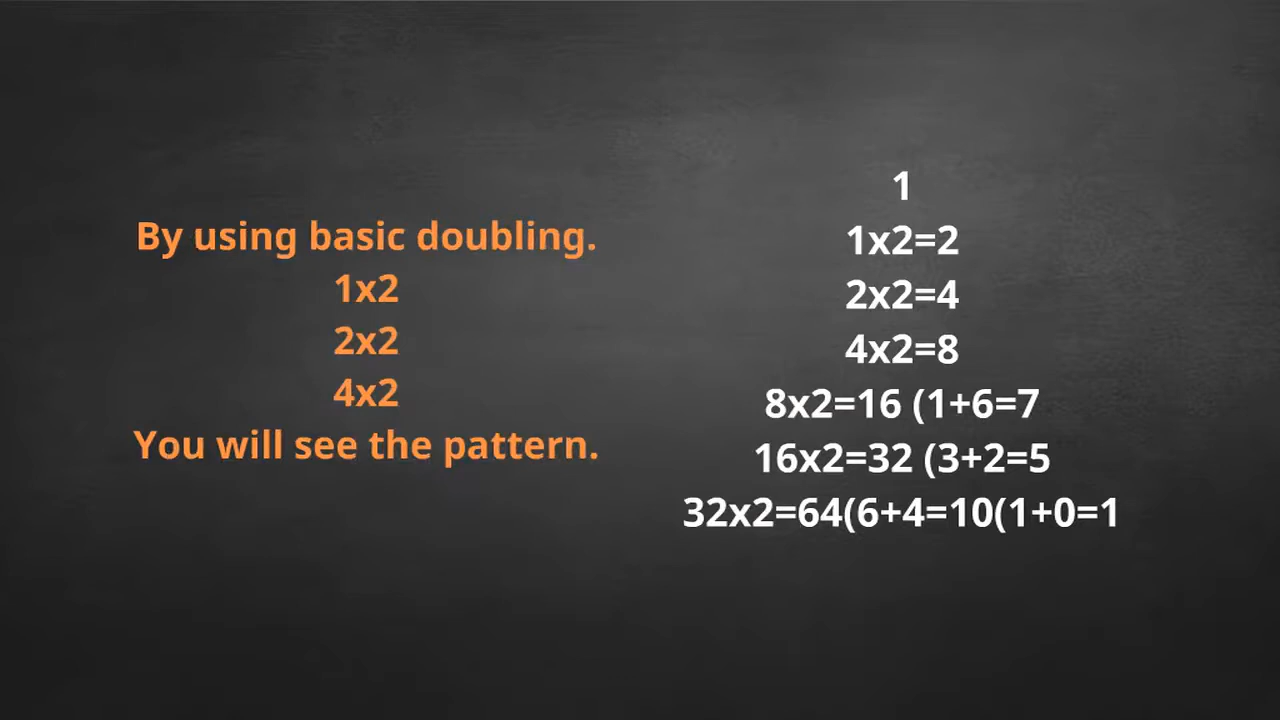 By using basic doubling.
1x2
2x2
4x2
You will see the pattern.
1
1x2=2
2x2=4
4x2=8
8x2=16 (1+6=7
16x2=32 (3+2=5
32x2=64(6+4=10(1+0=1